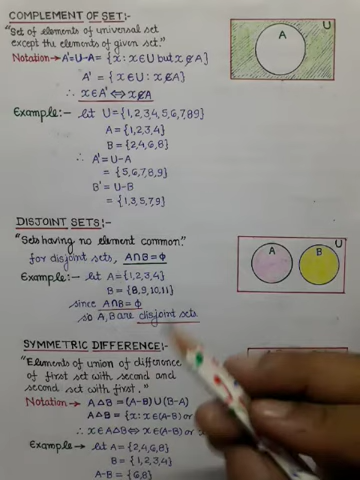 COMPLEMENT OF SET:-
"Set of elements of universal set
except the elements of given set."
Notation → A'=U-A= {x: x∈U but x∉A}
A' = {x∈U: x∉A}
∴ x∈A' ⇔ x∉A
Example:- let U={1,2,3,4,5,6,7,8,9}
A={1,2,3,4}
B={2,4,6,8}
∴ A'=U-A
= {5,6,7,8,9}
B'=U-B
={1,3,5,7,9}
A
U
DISJOINT SETS:-
"Sets having no element common."
for disjoint sets, A∩B=Φ
Example:- let A={1,2,3,4}
B={8,9,10,11}
since A∩B=Φ
so A,B are disjoint sets
A
B
U
SYMMETRIC DIFFERENCE:-
"Elements of union of difference
of first set with second and
second set with first."
Notation → A∆B=(A-B)∪(B-A)
A∆B={x: x∈(A-B) or
∴ x∈A∆B⇔x∈(A-B) or
Example → let A={2,4,6,8}
B={1,2,3,4}
A-B={6,8}